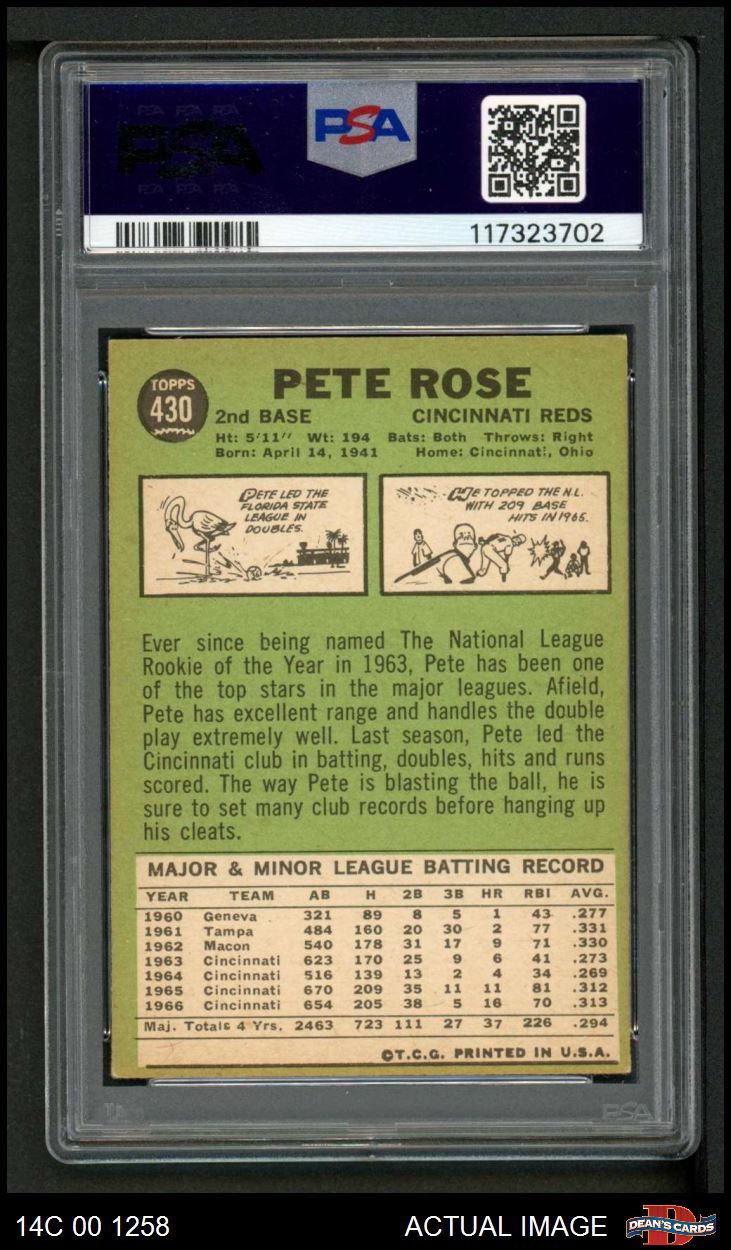 PSA PSA PSA
PSA
PSA PSA PSA
PSA
117323702
TOPPS
430
PETE ROSE
2nd BASE CINCINNATI REDS
Ht: 5'11" Wt: 194 Bats: Both Throws: Right
Born: April 14, 1941 Home: Cincinnati, Ohio
PETE LED THE
FLORIDA STATE
LEAGUE IN
DOUBLES.
HE TOPPED THE N.L.
WITH 209 BASE
HITS IN 1965.
Ever since being named The National League
Rookie of the Year in 1963, Pete has been one
of the top stars in the major leagues. Afield,
Pete has excellent range and handles the double
play extremely well. Last season, Pete led the
Cincinnati club in batting, doubles, hits and runs
scored. The way Pete is blasting the ball, he is
sure to set many club records before hanging up
his cleats.
MAJOR & MINOR LEAGUE BATTING RECORD
YEAR TEAM AB H 2B 3B HR RBI AVG.
1960 Geneva 321 89 8 5 1 43 .277
1961 Tampa 484 160 20 30 2 77 .331
1962 Macon 540 178 31 17 9 71 .330
1963 Cincinnati 623 170 25 9 6 41 .273
1964 Cincinnati 516 139 13 2 4 34 .269
1965 Cincinnati 670 209 35 11 11 81 .312
1966 Cincinnati 654 205 38 5 16 70 .313
Maj. Totals 4 Yrs. 2463 723 111 27 37 226 .294
©T.C.G. PRINTED IN U.S.A.
PSA
14C 00 1258 ACTUAL IMAGE DEAN'S CARDS